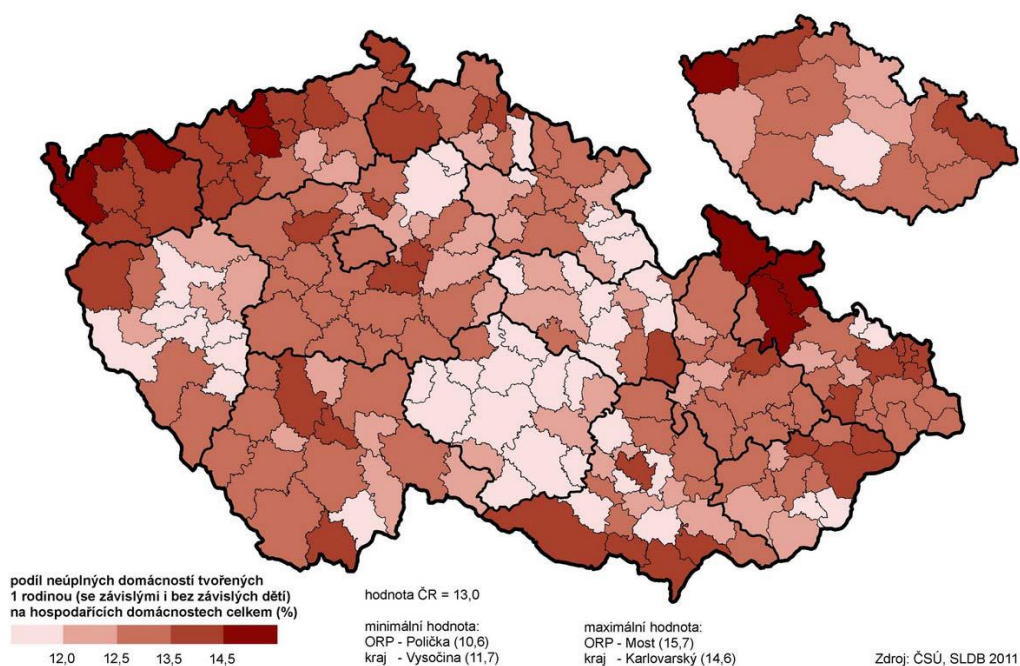 podíl neúplných domácností tvořených
1 rodinou (se závislými i bez závislých dětí)
na hospodařících domácnostech celkem (%)
12,0 12,5 13,5 14,5
hodnota ČR = 13,0
minimální hodnota:
ORP - Polička (10,6)
kraj - Vysočina (11,7)
maximální hodnota:
ORP - Most (15,7)
kraj - Karlovarský (14,6)
Zdroj: ČSÚ, SLDB 2011